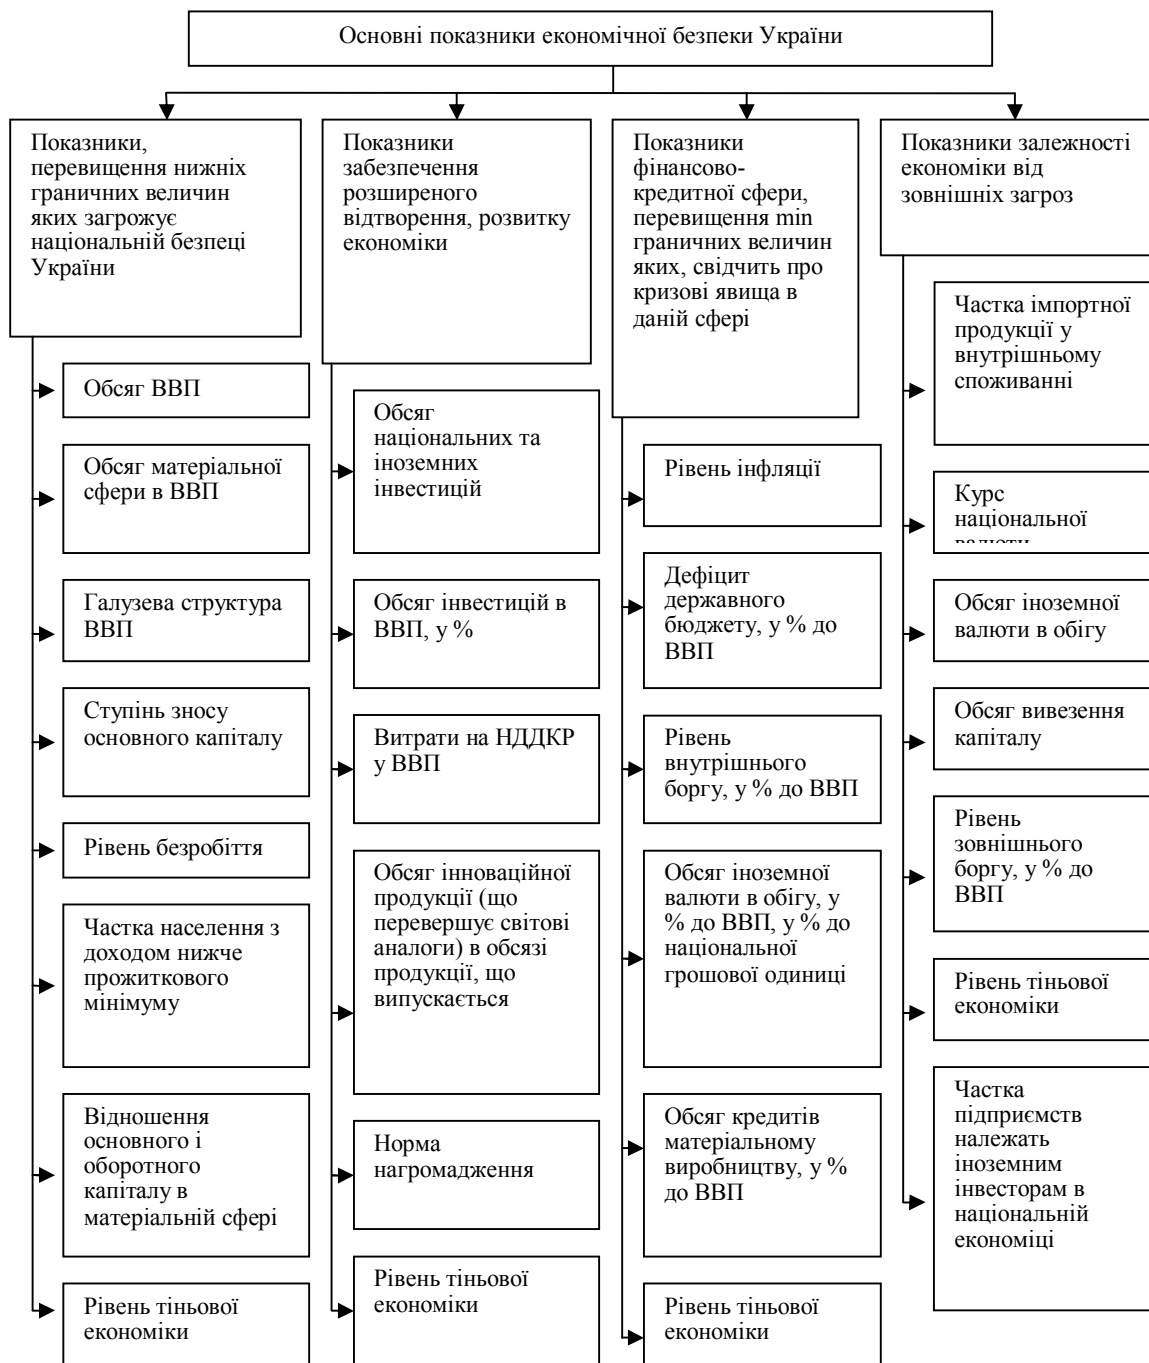 Основні показники економічної безпеки України
Показники,
перевищення нижніх
граничних величин
яких загрожує
національній безпеці
України
Обсяг ВВП
Обсяг матеріальної
сфери в ВВП
Галузева структура
ВВП
Ступінь зносу
основного капіталу
Рівень безробіття
Частка населення з
доходом нижче
прожиткового
мінімуму
Відношення
основного і
оборотного
капіталу в
матеріальній сфері
Рівень тіньової
економіки
Показники
забезпечення
розширеного
відтворення, розвитку
економіки
Обсяг
національних та
іноземних
інвестицій
Обсяг інвестицій в
ВВП, у %
Витрати на НДДКР
у ВВП
Обсяг інноваційної
продукції (що
перевершує світові
аналоги) в обсязі
продукції, що
випускається
Норма
нагромадження
Рівень тіньової
економіки
Показники
фінансово-
кредитної сфери,
перевищення min
граничних величин
яких, свідчить про
кризові явища в
даній сфері
Рівень інфляції
Дефіцит
державного
бюджету, у % до
ВВП
Рівень
внутрішнього
боргу, у % до ВВП
Обсяг іноземної
валюти в обігу, у
% до ВВП, у % до
національної
грошової одиниці
Обсяг кредитів
матеріальному
виробництву, у %
до ВВП
Рівень тіньової
економіки
Показники залежності
економіки від
зовнішніх загроз
Частка імпортної
продукції у
внутрішньому
споживанні
Курс
національної
валюти
Обсяг іноземної
валюти в обігу
Обсяг вивезення
капіталу
Рівень
зовнішнього
боргу, у % до
ВВП
Рівень тіньової
економіки
Частка
підприємств
належать
іноземним
інвесторам в
національній
економіці